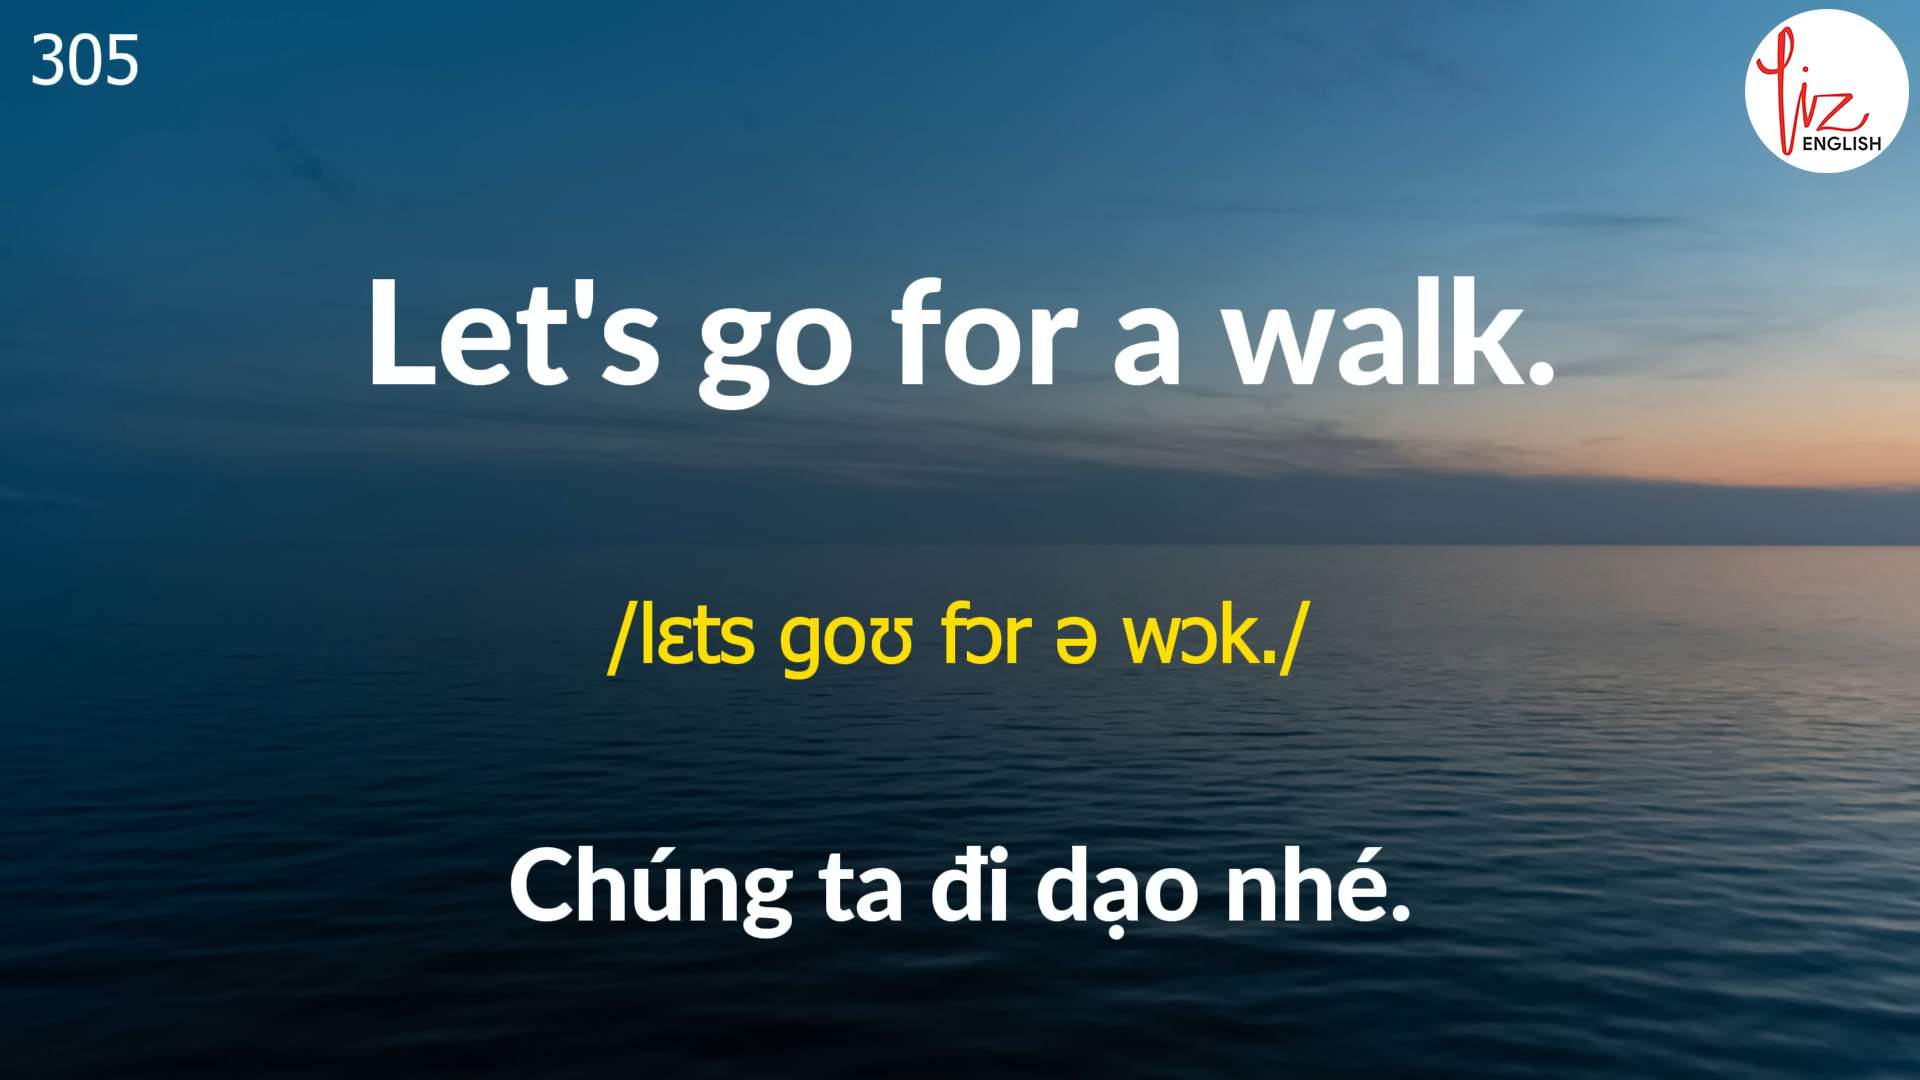 305
Liz
ENGLISH
Let's go for a walk.
/lɛts goʊ fɔr ə wɔk./
Chúng ta đi dạo nhé.